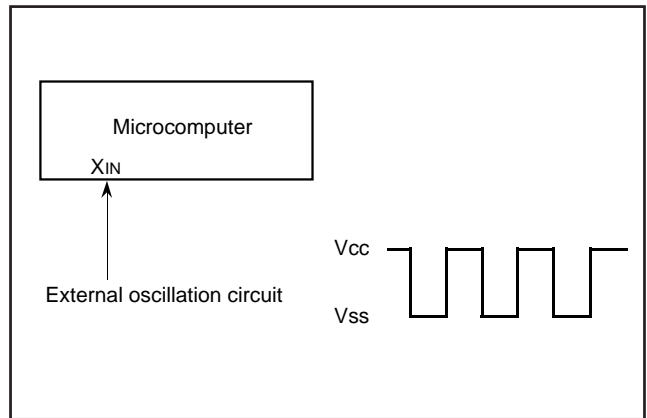 Microcomputer
XIN
External oscillation circuit
Vcc
Vss